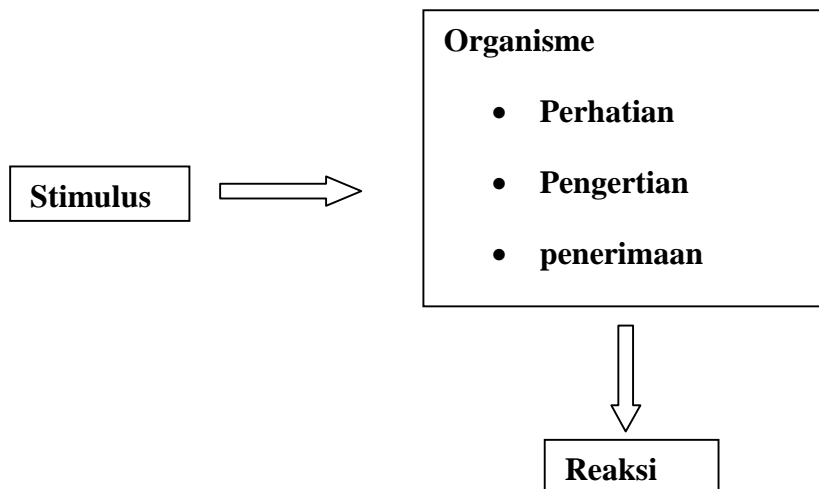 Stimulus
Organisme
• Perhatian
• Pengertian
• penerimaan
Reaksi